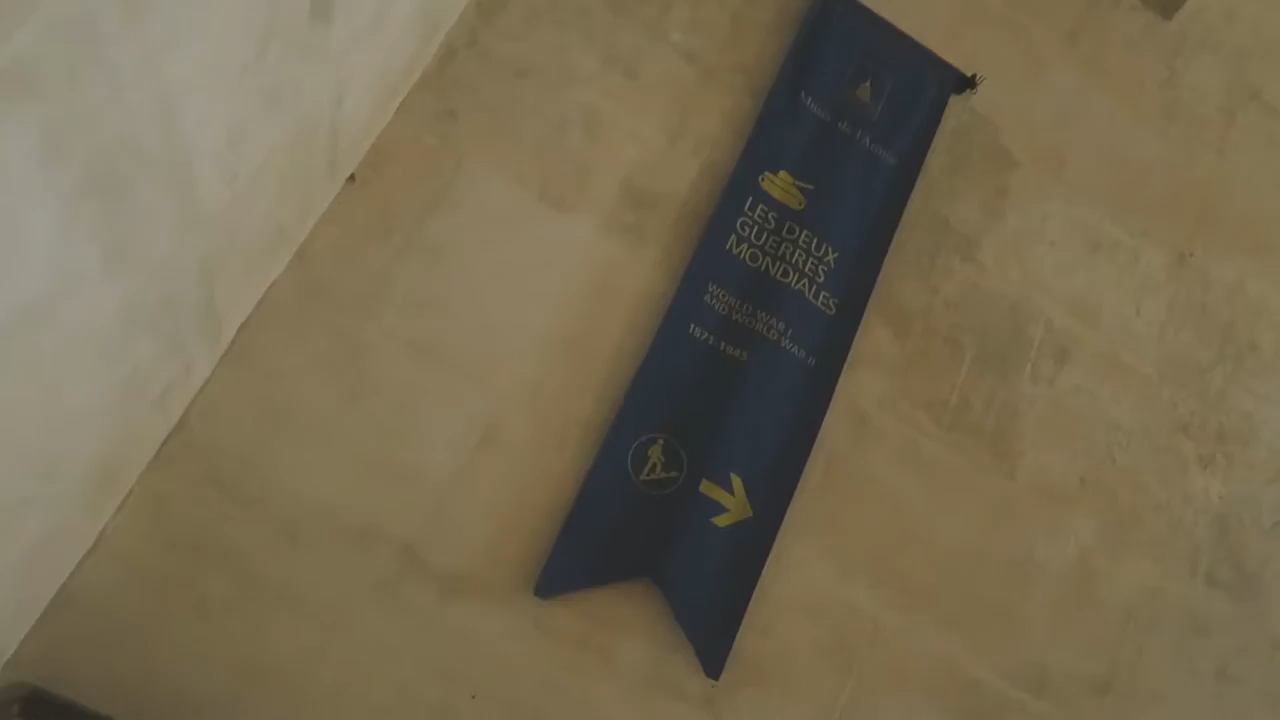 Musée de l'Armée
LES DEUX
GUERRES
MONDIALES
WORLD WAR I
AND WORLD WAR II
1871-1945